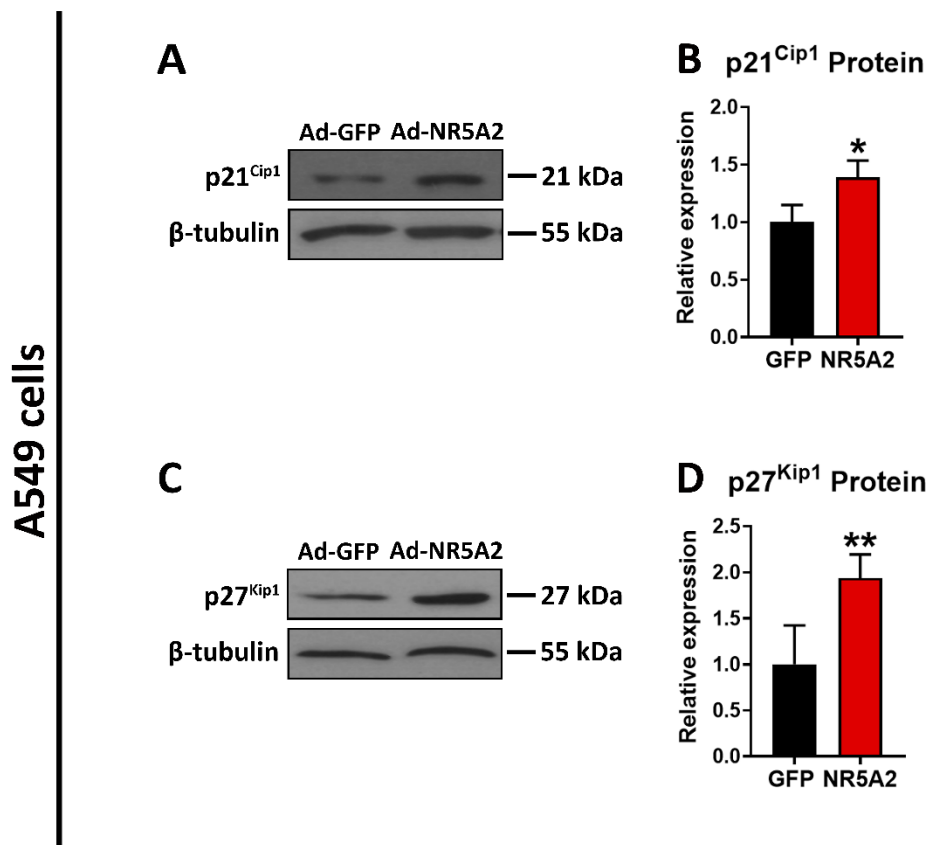 A549 cells
A
Ad-GFP Ad-NR5A2
p21Cip1
21 kDa
β-tubulin
55 kDa
B p21Cip1 Protein
Relative expression
2.0
1.5
1.0
0.5
0.0
*
GFP NR5A2
C
Ad-GFP Ad-NR5A2
p27Kip1
27 kDa
β-tubulin
55 kDa
D p27Kip1 Protein
Relative expression
2.5
2.0
1.5
1.0
0.5
0.0
**
GFP NR5A2